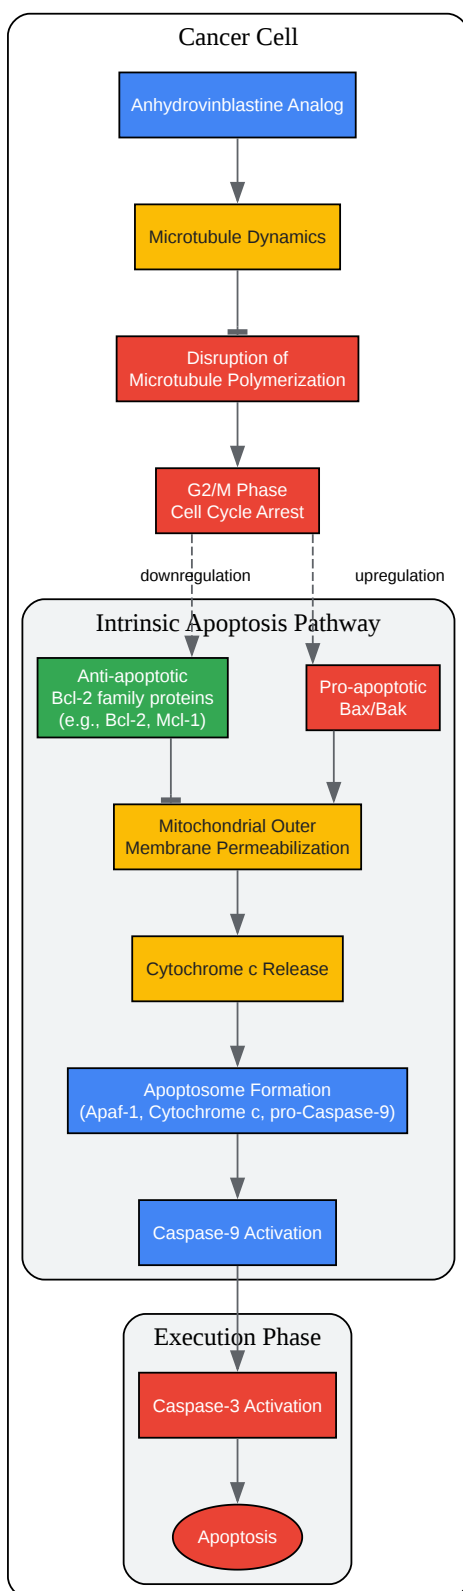 Cancer Cell
Anhydrovinblastine Analog
Microtubule Dynamics
Disruption of
Microtubule Polymerization
G2/M Phase
Cell Cycle Arrest
downregulation
upregulation
Intrinsic Apoptosis Pathway
Anti-apoptotic
Bcl-2 family proteins
(e.g., Bcl-2, Mcl-1)
Pro-apoptotic
Bax/Bak
Mitochondrial Outer
Membrane Permeabilization
Cytochrome c Release
Apoptosome Formation
(Apaf-1, Cytochrome c, pro-Caspase-9)
Caspase-9 Activation
Execution Phase
Caspase-3 Activation
Apoptosis